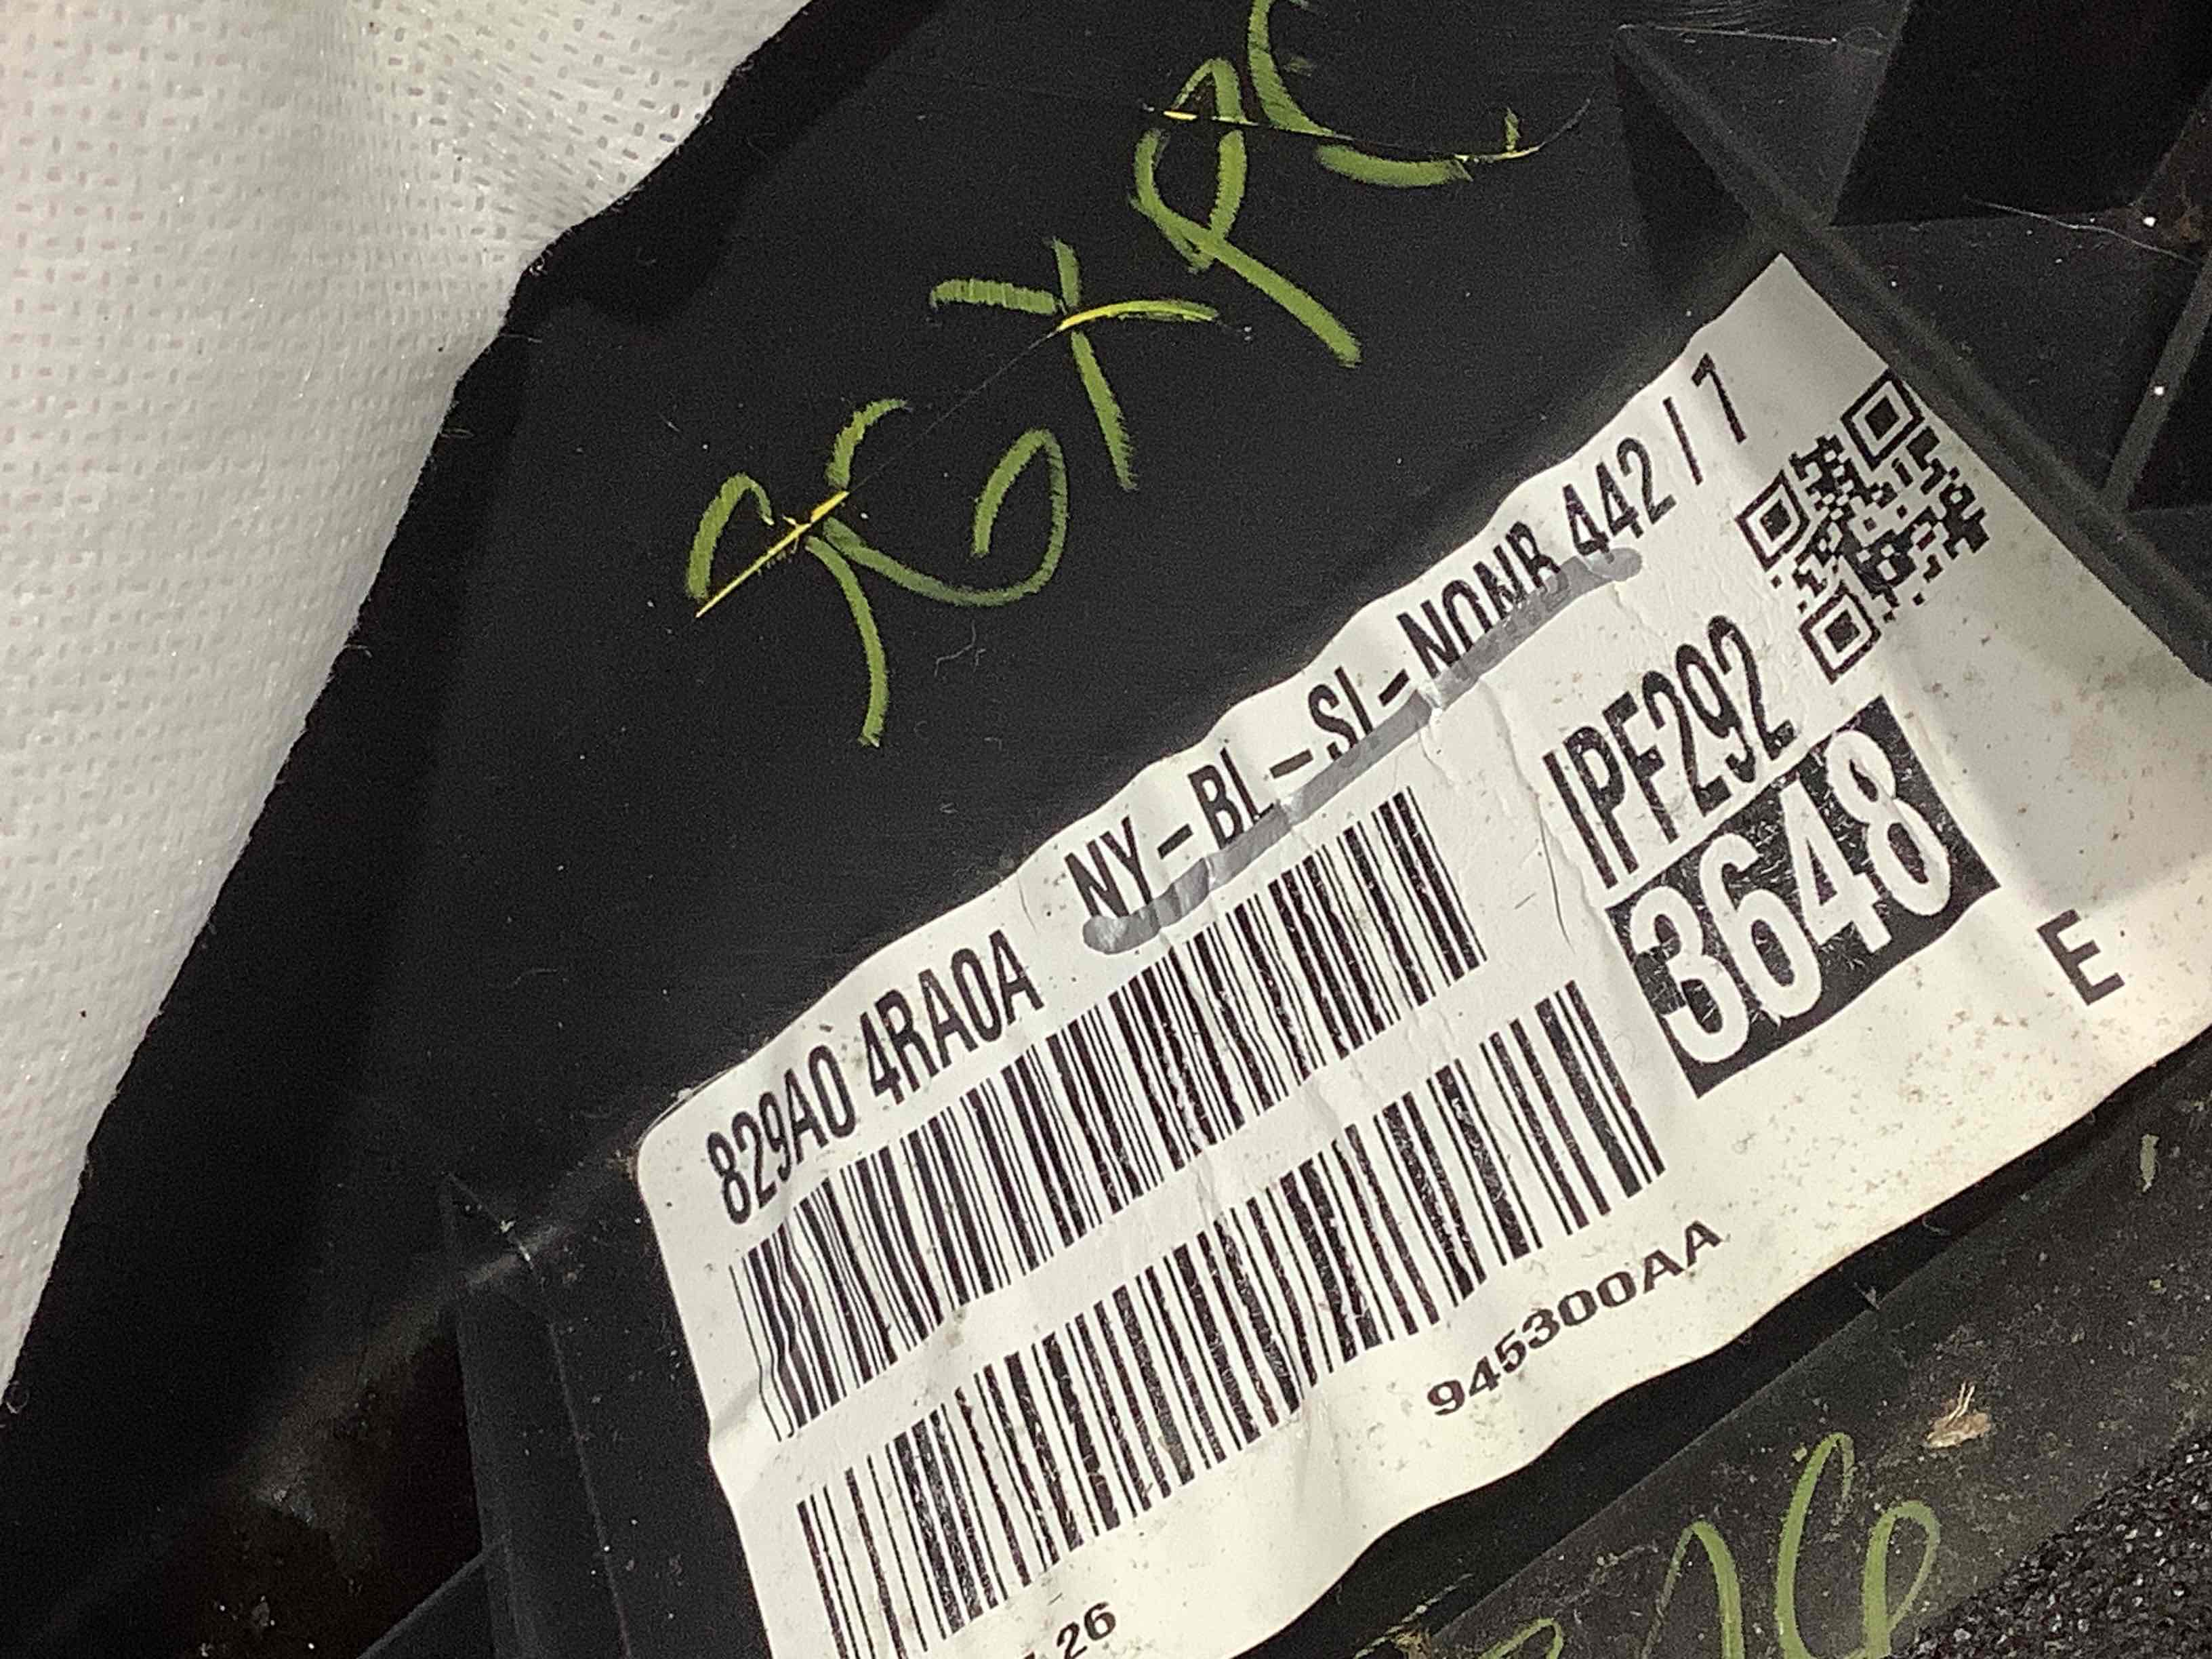 829A0 4RA0A NY-BL-SI-NONB 442 / 7
IPF292
3648
E
945300AA
26